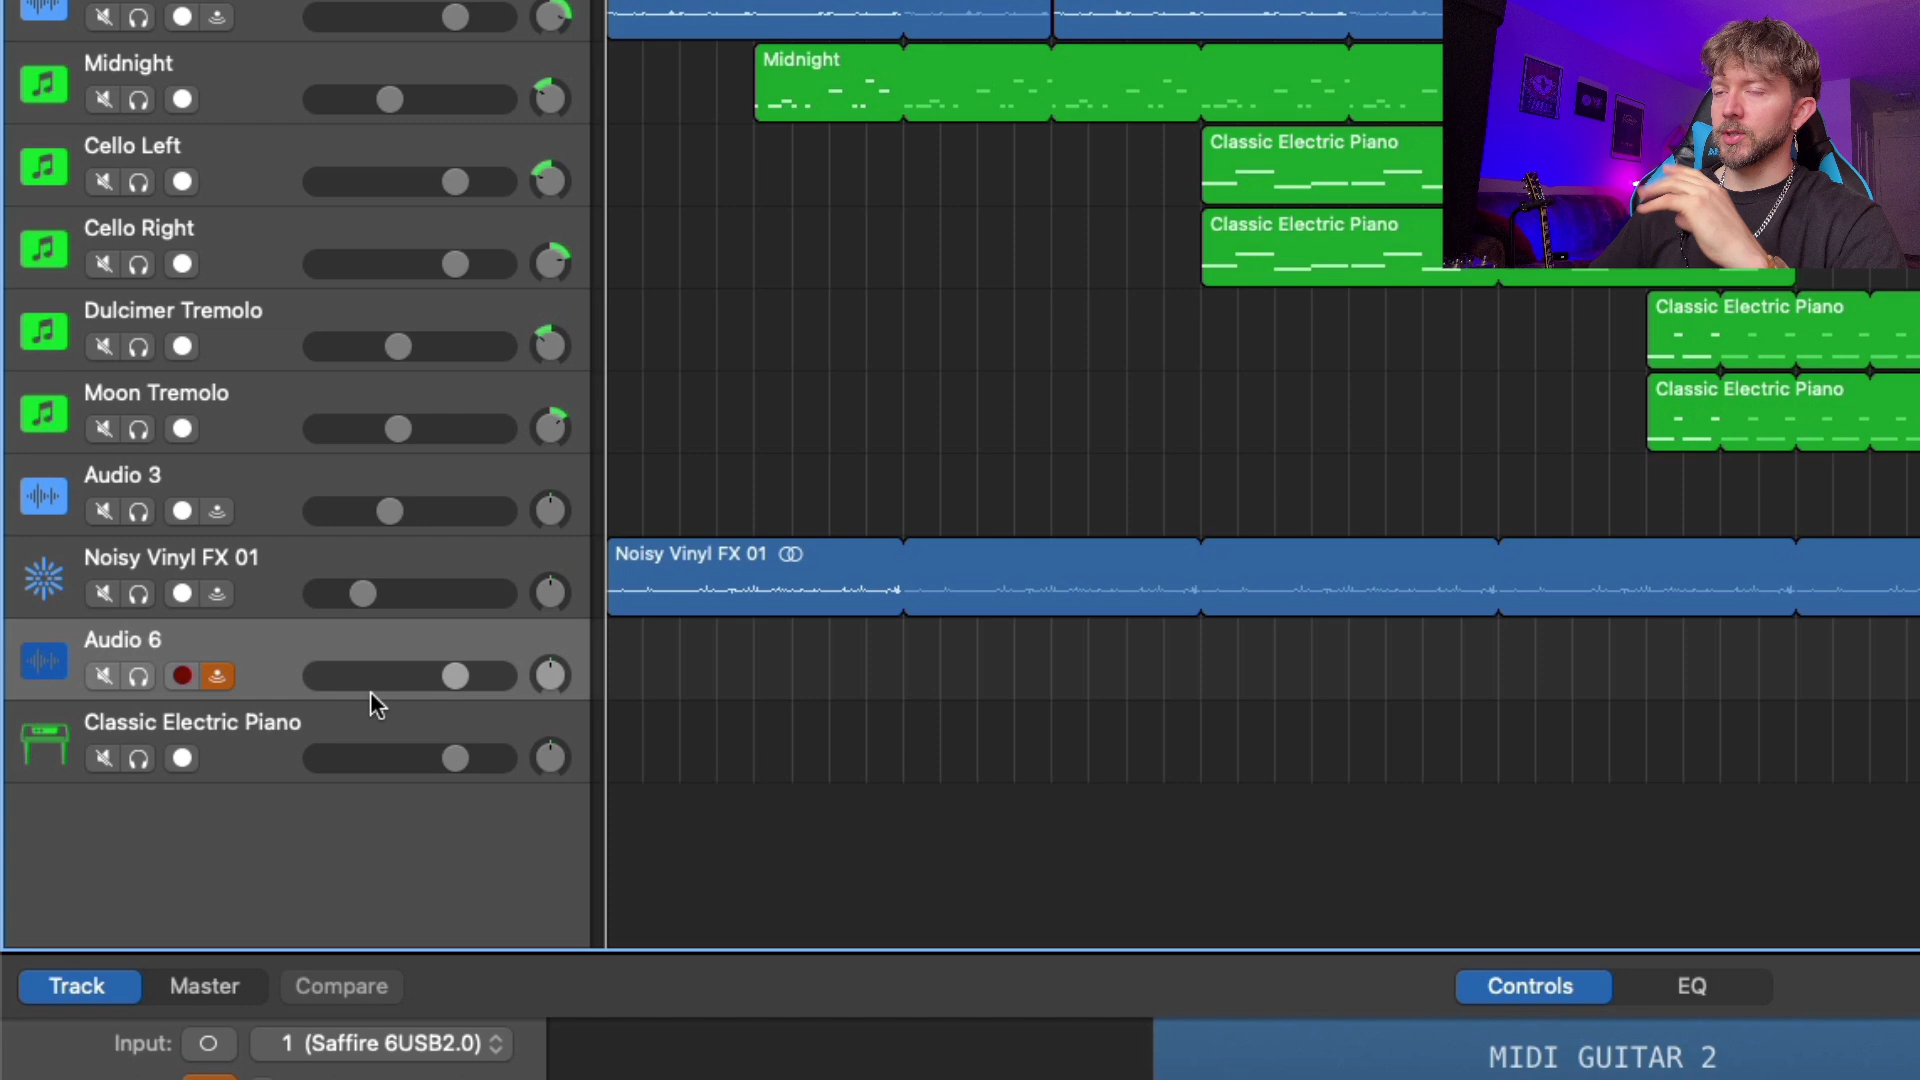 Midnight
Midnight
Cello Left
Classic Electric Piano
Cello Right
Classic Electric Piano
Dulcimer Tremolo
Classic Electric Piano
Moon Tremolo
Classic Electric Piano
Audio 3
Noisy Vinyl FX 01
Noisy Vinyl FX 01
Audio 6
Classic Electric Piano
Track
Master
Compare
Controls
EQ
Input:
1 (Saffire 6USB2.0)
MIDI GUITAR 2